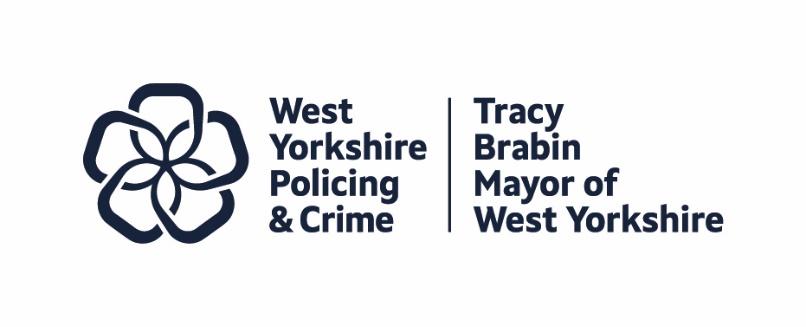 West
Yorkshire
Policing
& Crime
Tracy
Brabin
Mayor of
West Yorkshire